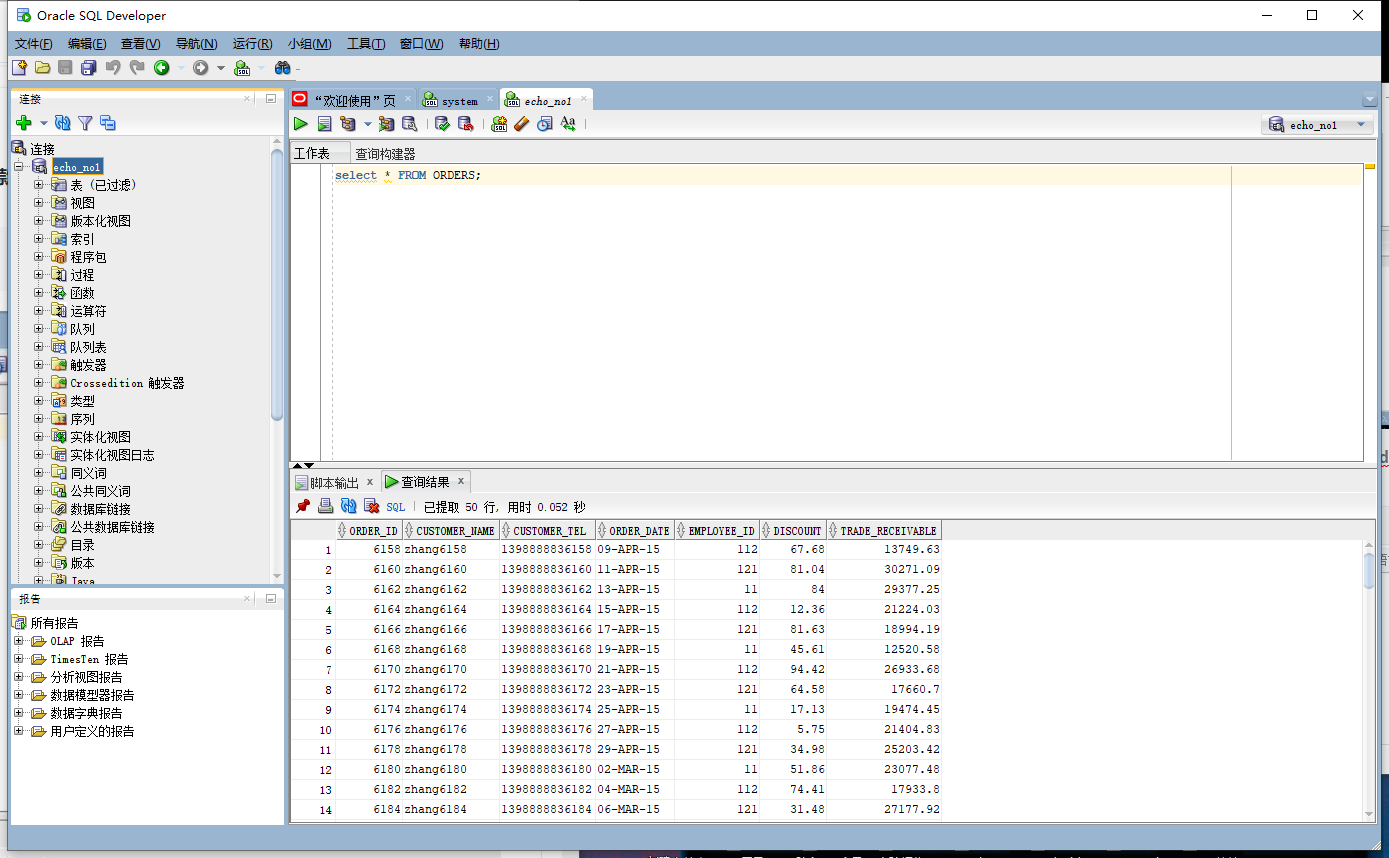 Oracle SQL Developer
文件(F) 编辑(E) 查看(V) 导航(N) 运行(R) 小组(M) 工具(T) 窗口(W) 帮助(H)
连接
连接
echo_no1
表 (已过滤)
视图
版本化视图
索引
程序包
过程
函数
运算符
队列
队列表
触发器
Crossedition 触发器
类型
序列
实体化视图
实体化视图日志
同义词
公共同义词
数据库链接
公共数据库链接
目录
版本
Java
报告
所有报告
OLAP 报告
TimesTen 报告
分析视图报告
数据模型器报告
数据字典报告
用户定义的报告
“欢迎使用”页 system echo_no1
echo_no1
工作表 查询构建器
select * FROM ORDERS;
脚本输出 x 查询结果 x
SQL 已提取 50 行, 用时 0.052 秒
ORDER_ID CUSTOMER_NAME CUSTOMER_TEL ORDER_DATE EMPLOYEE_ID DISCOUNT TRADE_RECEIVABLE
1 6158 zhang6158 1398888836158 09-APR-15 112 67.68 13749.63
2 6160 zhang6160 1398888836160 11-APR-15 121 81.04 30271.09
3 6162 zhang6162 1398888836162 13-APR-15 11 84 29377.25
4 6164 zhang6164 1398888836164 15-APR-15 112 12.36 21224.03
5 6166 zhang6166 1398888836166 17-APR-15 121 81.63 18994.19
6 6168 zhang6168 1398888836168 19-APR-15 11 45.61 12520.58
7 6170 zhang6170 1398888836170 21-APR-15 112 94.42 26933.68
8 6172 zhang6172 1398888836172 23-APR-15 121 64.58 17660.7
9 6174 zhang6174 1398888836174 25-APR-15 11 17.13 19474.45
10 6176 zhang6176 1398888836176 27-APR-15 112 5.75 21404.83
11 6178 zhang6178 1398888836178 29-APR-15 121 34.98 25203.42
12 6180 zhang6180 1398888836180 02-MAR-15 11 51.86 23077.48
13 6182 zhang6182 1398888836182 04-MAR-15 112 74.41 17933.8
14 6184 zhang6184 1398888836184 06-MAR-15 121 31.48 27177.92